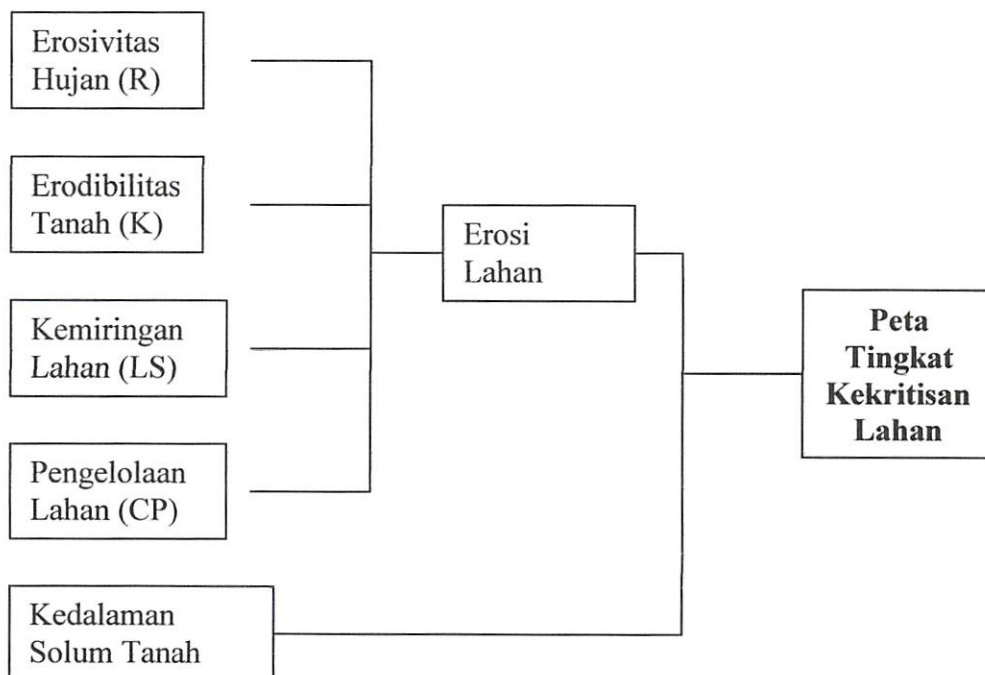 Erosivitas
Hujan (R)
Erodibilitas
Tanah (K)
Kemiringan
Lahan (LS)
Pengelolaan
Lahan (CP)
Kedalaman
Solum Tanah
Erosi
Lahan
Peta
Tingkat
Kekritisan
Lahan